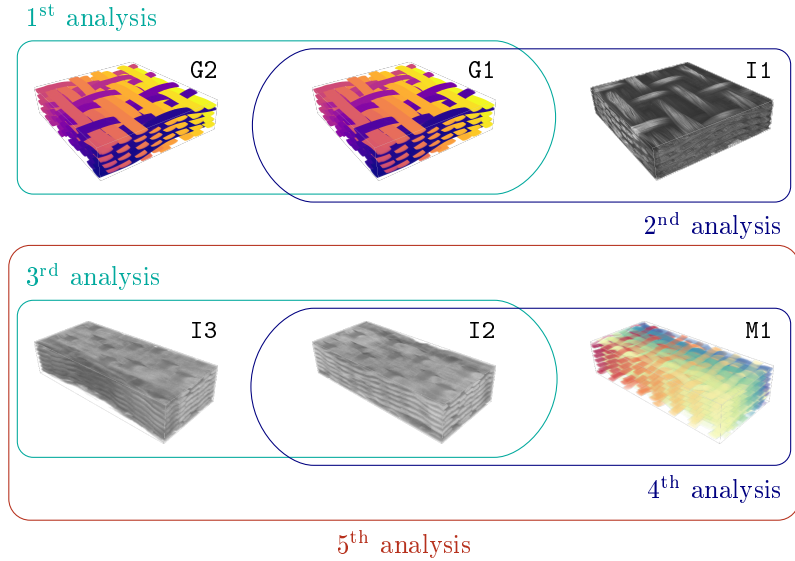 1st analysis
G2
G1
I1
2nd analysis
3rd analysis
I3
I2
M1
4th analysis
5th analysis